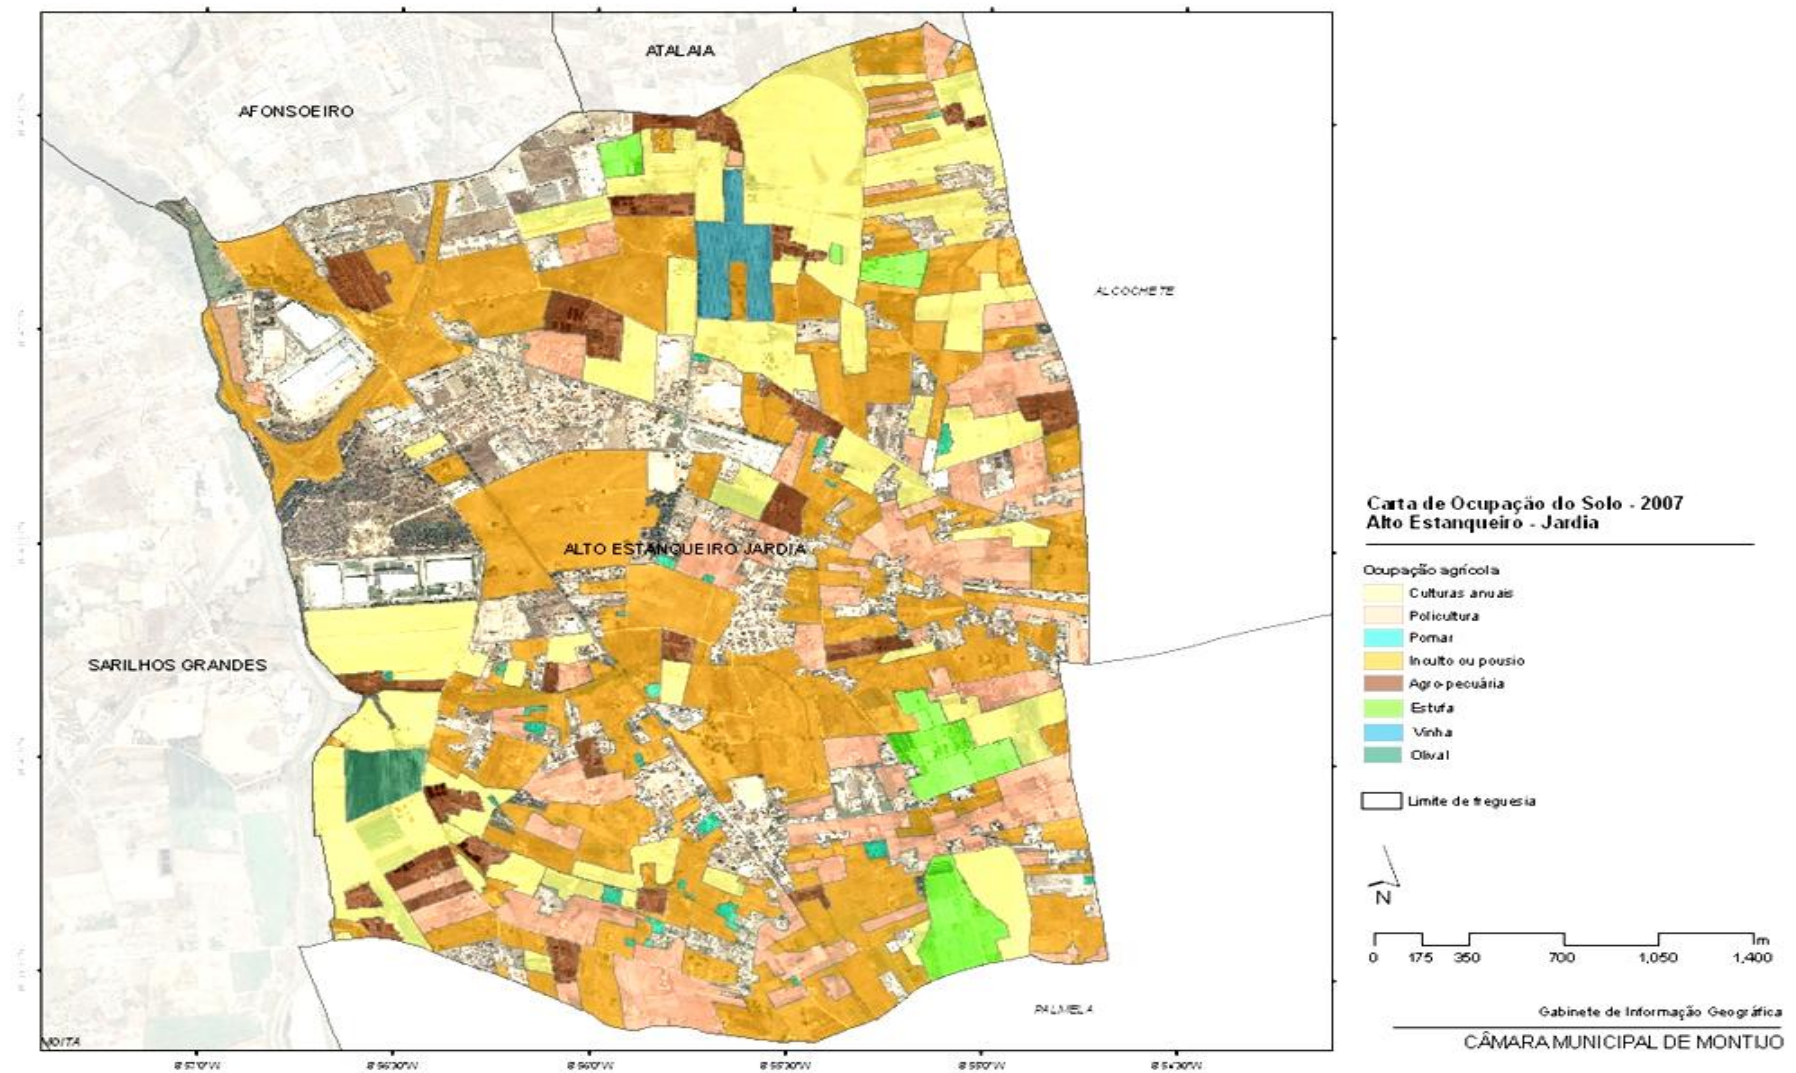 ATALAIA
AFONSOEIRO
ALCOCHETE
ALTO ESTANQUEIRO JARDIA
SARILHOS GRANDES
PALMELA
MOITA
Carta de Ocupação do Solo - 2007
Alto Estanqueiro - Jardia
Ocupação agrícola
Culturas anuais
Policultura
Pomar
Inculto ou pousio
Agro-pecuária
Estufa
Vinha
Olival
Limite de freguesia
N
m
0 175 350 700 1,050 1,400
Gabinete de Informação Geográfica
CÂMARA MUNICIPAL DE MONTIJO